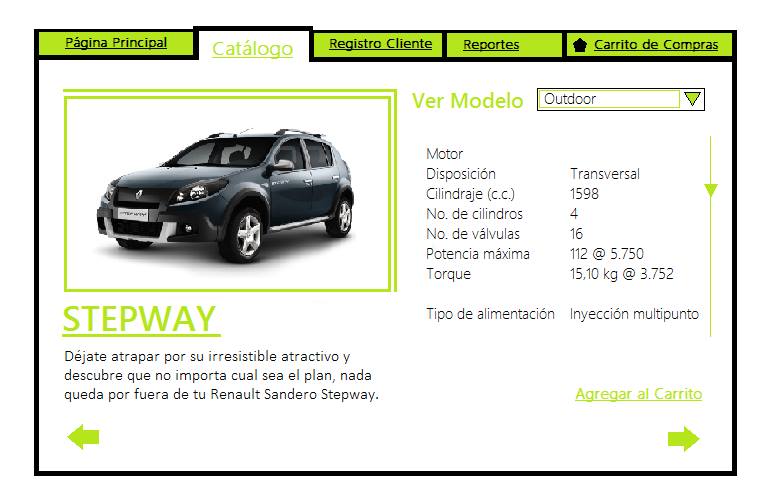 Página Principal
Catálogo
Registro Cliente
Reportes
Carrito de Compras
Ver Modelo
Outdoor
Motor
Disposición Transversal
Cilindraje (c.c.) 1598
No. de cilindros 4
No. de válvulas 16
Potencia máxima 112 @ 5.750
Torque 15,10 kg @ 3.752
Tipo de alimentación Inyección multipunto
STEPWAY
Déjate atrapar por su irresistible atractivo y
descubre que no importa cual sea el plan, nada
queda por fuera de tu Renault Sandero Stepway.
Agregar al Carrito